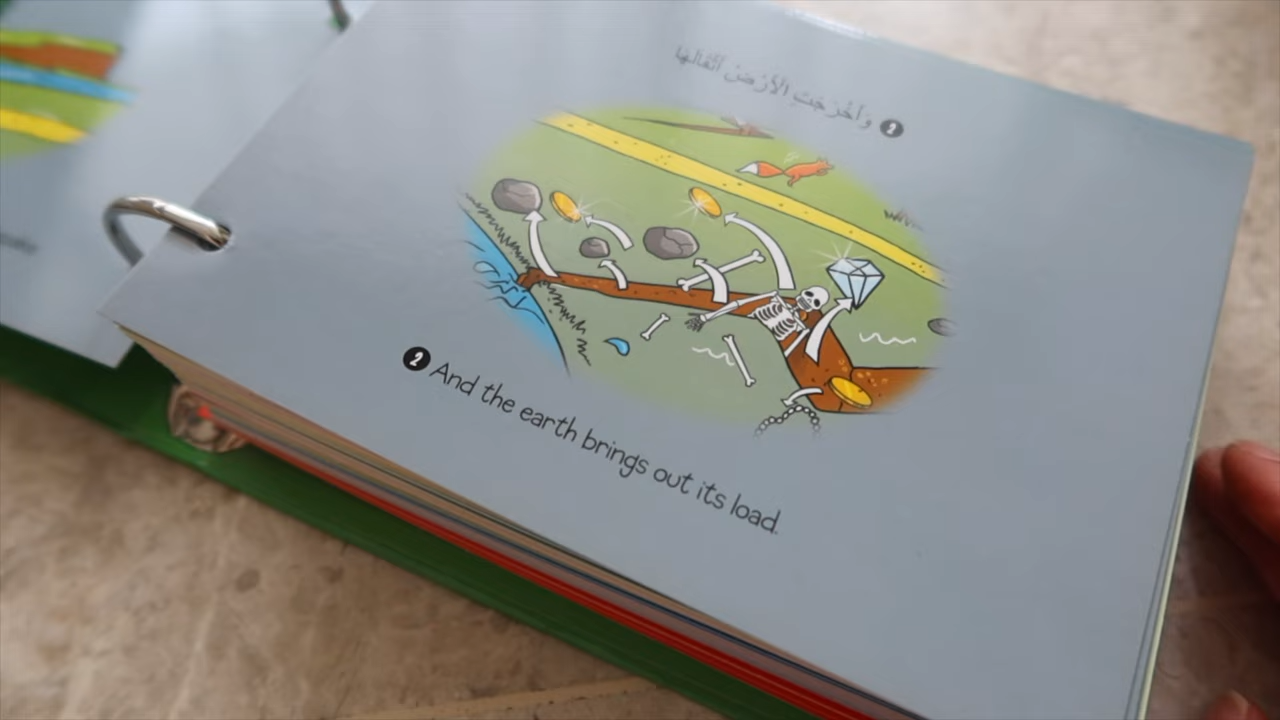 2 وَأَخْرَجَتِ الْأَرْضُ أَثْقَالَهَا
2 And the earth brings out its load.